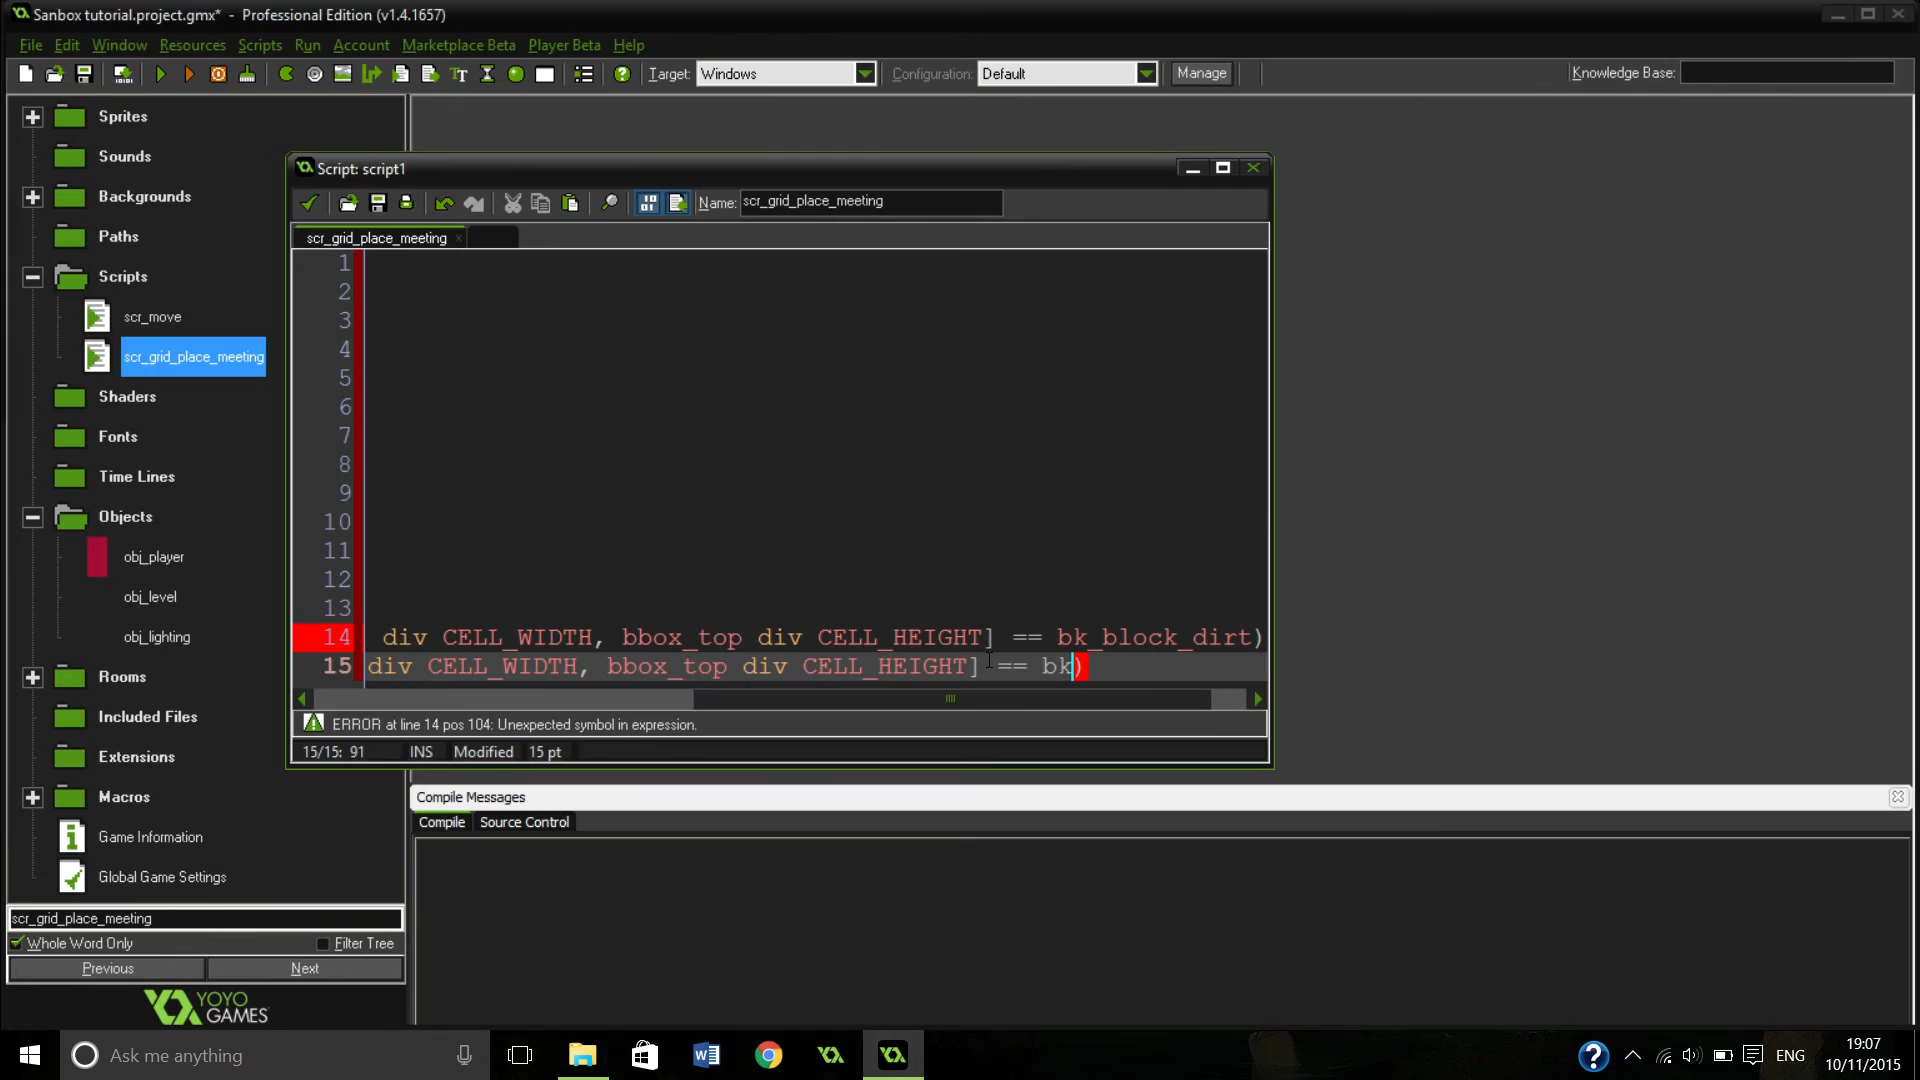 Sanbox tutorial.project.gmx* - Professional Edition (v1.4.1657)
File Edit Window Resources Scripts Run Account Marketplace Beta Player Beta Help
Target: Windows Configuration: Default Manage Knowledge Base:
Sprites
Sounds
Backgrounds
Paths
Scripts
scr_move
scr_grid_place_meeting
Shaders
Fonts
Time Lines
Objects
obj_player
obj_level
obj_lighting
Rooms
Included Files
Extensions
Macros
Game Information
Global Game Settings
scr_grid_place_meeting
Whole Word Only Filter Tree
Previous Next
YOYO
GAMES
Script: script1
Name: scr_grid_place_meeting
scr_grid_place_meeting
1
2
3
4
5
6
7
8
9
10
11
12
13
14 div CELL_WIDTH, bbox_top div CELL_HEIGHT] == bk_block_dirt)
15 div CELL_WIDTH, bbox_top div CELL_HEIGHT] == bk)
ERROR at line 14 pos 104: Unexpected symbol in expression.
15/15: 91 INS Modified 15 pt
Compile Messages
Compile Source Control
Ask me anything
ENG
19:07
10/11/2015